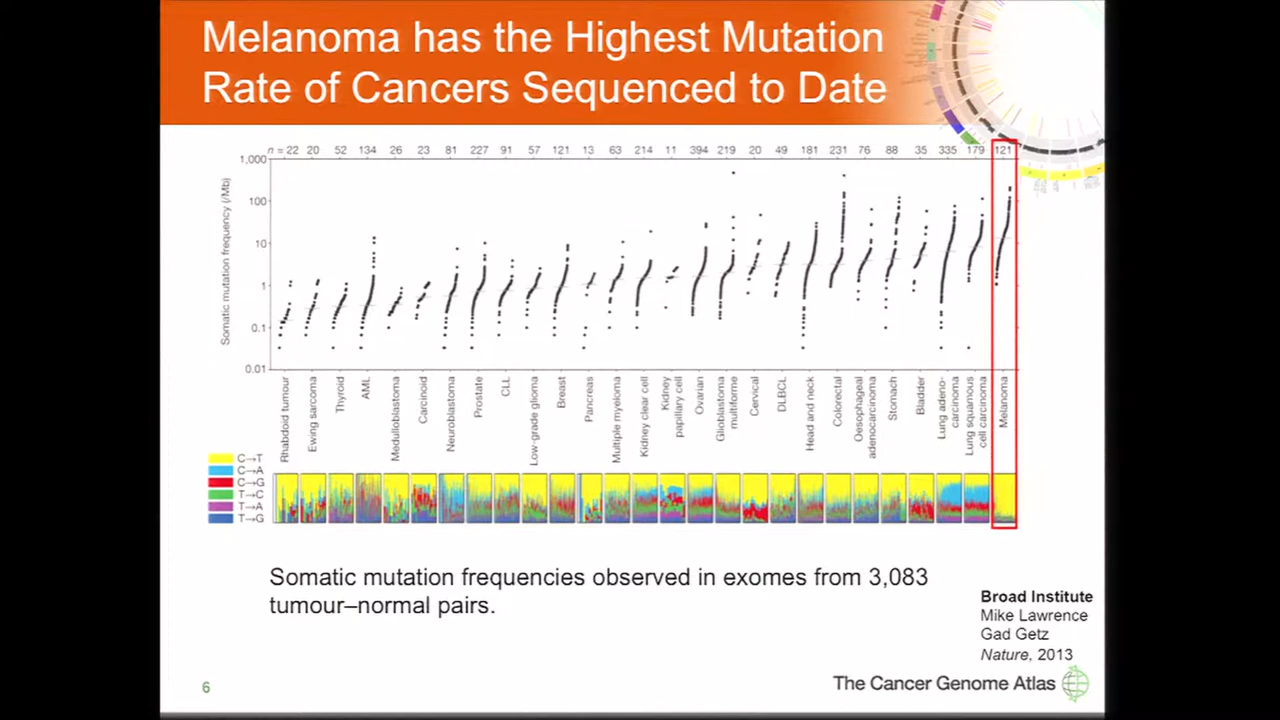 Melanoma has the Highest Mutation
Rate of Cancers Sequenced to Date
n = 22 20 52 134 26 23 81 227 91 57 121 13 63 214 11 394 219 20 49 181 231 76 88 35 335 179 121
Somatic mutation frequency (/Mb)
1,000
100
10
1
0.1
0.01
Rhabdoid tumour
Ewing sarcoma
Thyroid
AML
Medulloblastoma
Carcinoid
Neuroblastoma
Prostate
CLL
Low-grade glioma
Breast
Pancreas
Multiple myeloma
Kidney clear cell
Kidney
papillary cell
Ovarian
Glioblastoma
multiforme
Cervical
DLBCL
Head and neck
Colorectal
Oesophageal
adenocarcinoma
Stomach
Bladder
Lung adeno-
carcinoma
Lung squamous
cell carcinoma
Melanoma
C→T
C→A
C→G
T→C
T→A
T→G
Somatic mutation frequencies observed in exomes from 3,083
tumour–normal pairs.
Broad Institute
Mike Lawrence
Gad Getz
Nature, 2013
6
The Cancer Genome Atlas